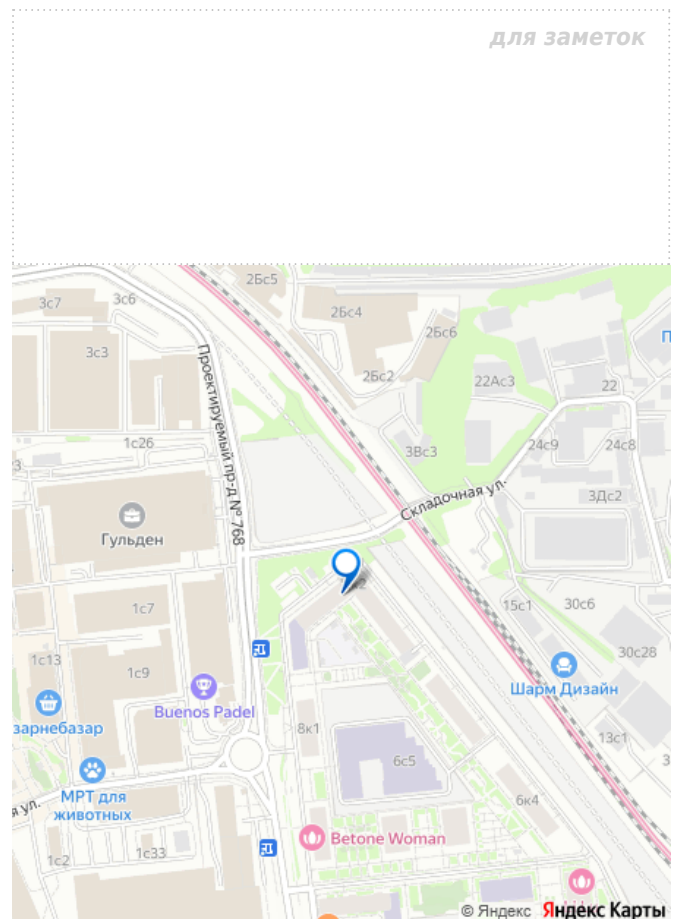 для заметок
2Бс5
3с7
3с6
2Бс4
2Бс6
3с3
Проектируемый пр-д № 768
2Бс2
22Ас3
22
1с26
3Вс3
24с9
24с8
Складочная ул.
3Дс2
Гульден
1с7
15с1
30с6
1с13
1с9
30с28
Шарм Дизайн
Buenos Padel
зарнебазар
8к1
13с1
6с5
МРТ для
животных
6к4
я ул.
Betone Woman
1с2
1с33
© Яндекс Яндекс Карты